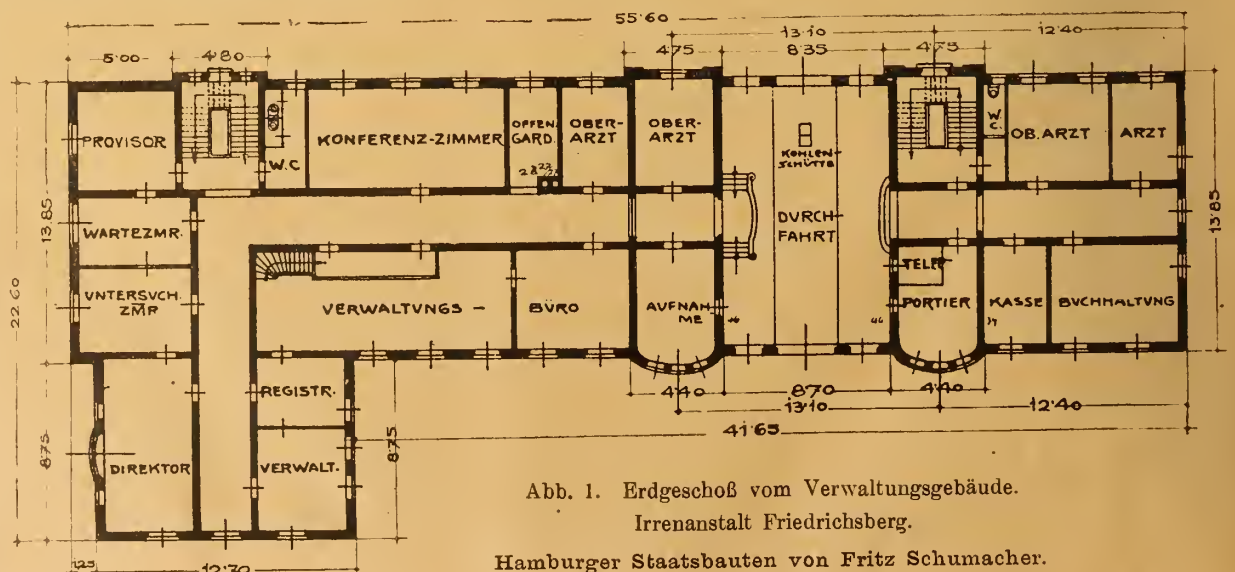 55·60
13·10
12·40
5·00
4·80
4·75
8·35
4·75
PROVISOR
W.C
KONFERENZ-ZIMMER
OFFEN.
GARD.
OBER-
ARZT
OBER-
ARZT
KOHLEN
SCHÜTTE
W.
C.
OB. ARZT
ARZT
13·85
13·85
22·60
WARTEZMR.
UNTERSUCH.
ZMR
DURCH
FAHRT
VERWALTUNGS -
BÜRO
AUFNAH-
ME
TELEF
PORTIER
KASSE
BUCHHALTUNG
REGISTR.
4·40
8·70
4·40
13·10
12·40
41·65
8·75
8·75
DIREKTOR
VERWALT.
1·25
12·70
Abb. 1. Erdgeschoß vom Verwaltungsgebäude.
Irrenanstalt Friedrichsberg.
Hamburger Staatsbauten von Fritz Schumacher.